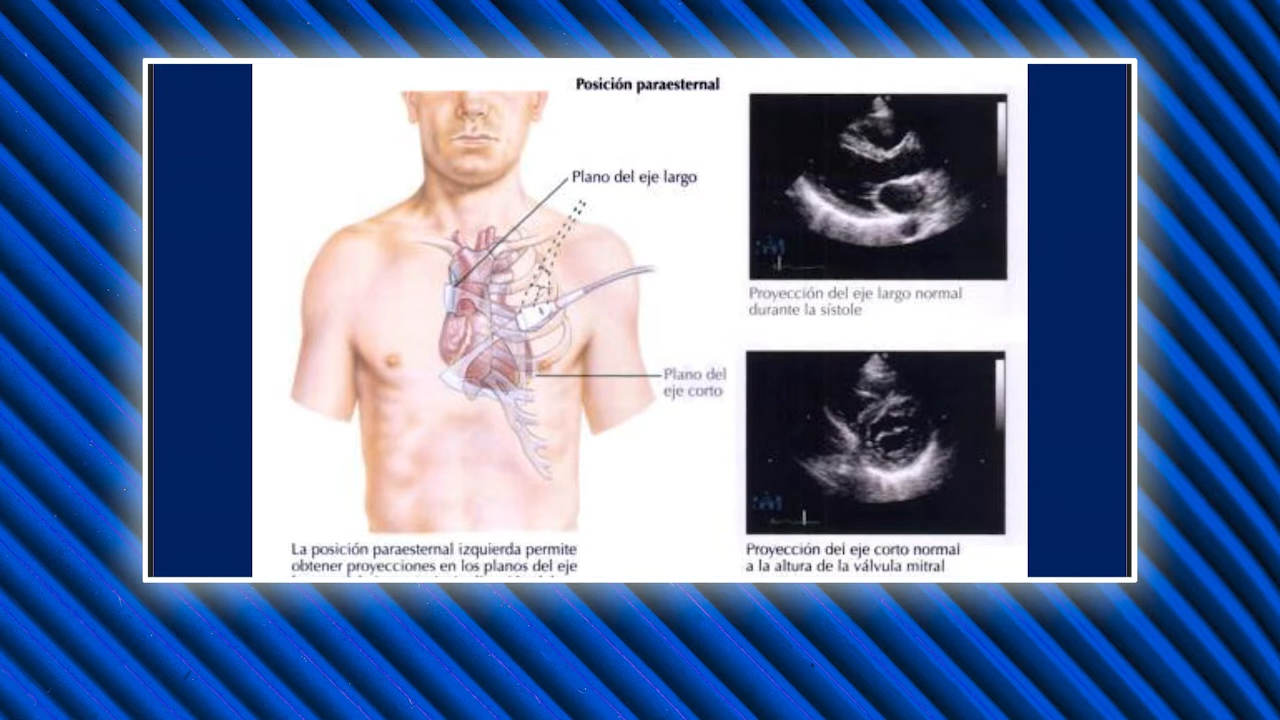 Posición paraesternal
Plano del eje largo
Plano del
eje corto
Proyección del eje largo normal
durante la sístole
Proyección del eje corto normal
a la altura de la válvula mitral
La posición paraesternal izquierda permite
obtener proyecciones en los planos del eje